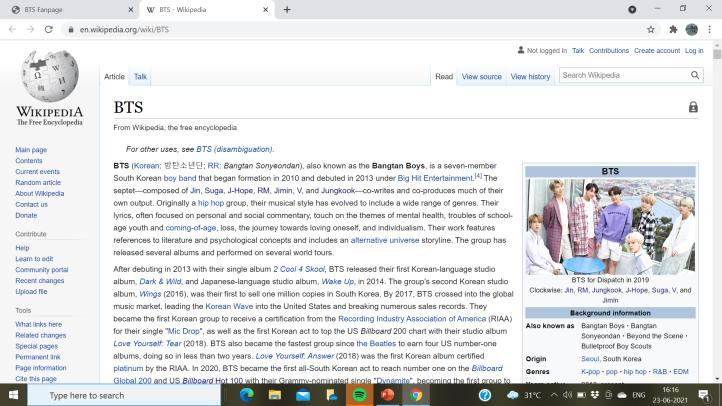 BTS Fanpage
BTS - Wikipedia
en.wikipedia.org/wiki/BTS
Not logged in Talk Contributions Create account Log in
Article Talk
Read View source View history
Search Wikipedia
WIKIPEDIA
The Free Encyclopedia
Main page
Contents
Current events
Random article
About Wikipedia
Contact us
Donate
Contribute
Help
Learn to edit
Community portal
Recent changes
Upload file
Tools
What links here
Related changes
Special pages
Permanent link
Page information
Cite this page
BTS
From Wikipedia, the free encyclopedia
For other uses, see BTS (disambiguation).
BTS (Korean: 방탄소년단; RR: Bangtan Sonyeondan), also known as the Bangtan Boys, is a seven-member
South Korean boy band that began formation in 2010 and debuted in 2013 under Big Hit Entertainment.[4] The
septet—composed of Jin, Suga, J-Hope, RM, Jimin, V, and Jungkook—co-writes and co-produces much of their
own output. Originally a hip hop group, their musical style has evolved to include a wide range of genres. Their
lyrics, often focused on personal and social commentary, touch on the themes of mental health, troubles of school-
age youth and coming-of-age, loss, the journey towards loving oneself, and individualism. Their work features
references to literature and psychological concepts and includes an alternative universe storyline. The group has
released several albums and performed on several world tours.
After debuting in 2013 with their single album 2 Cool 4 Skool, BTS released their first Korean-language studio
album, Dark & Wild, and Japanese-language studio album, Wake Up, in 2014. The group's second Korean studio
album, Wings (2016), was their first to sell one million copies in South Korea. By 2017, BTS crossed into the global
music market, leading the Korean Wave into the United States and breaking numerous sales records. They
became the first Korean group to receive a certification from the Recording Industry Association of America (RIAA)
for their single "Mic Drop", as well as the first Korean act to top the US Billboard 200 chart with their studio album
Love Yourself: Tear (2018). BTS also became the fastest group since the Beatles to earn four US number-one
albums, doing so in less than two years. Love Yourself: Answer (2018) was the first Korean album certified
platinum by the RIAA. In 2020, BTS became the first all-South Korean act to reach number one on the Billboard
Global 200 and US Billboard Hot 100 with their Grammy-nominated single "Dynamite", becoming the first group to
BTS
BTS for Dispatch in 2019
Clockwise: Jin, RM, Jungkook, J-Hope, Suga, V, and
Jimin
Background information
Also known as Bangtan Boys · Bangtan
Sonyeondan · Beyond the Scene ·
Bulletproof Boy Scouts
Origin Seoul, South Korea
Genres K-pop · pop · hip hop · R&B · EDM
Type here to search
31°C
ENG
16:16
23-06-2021